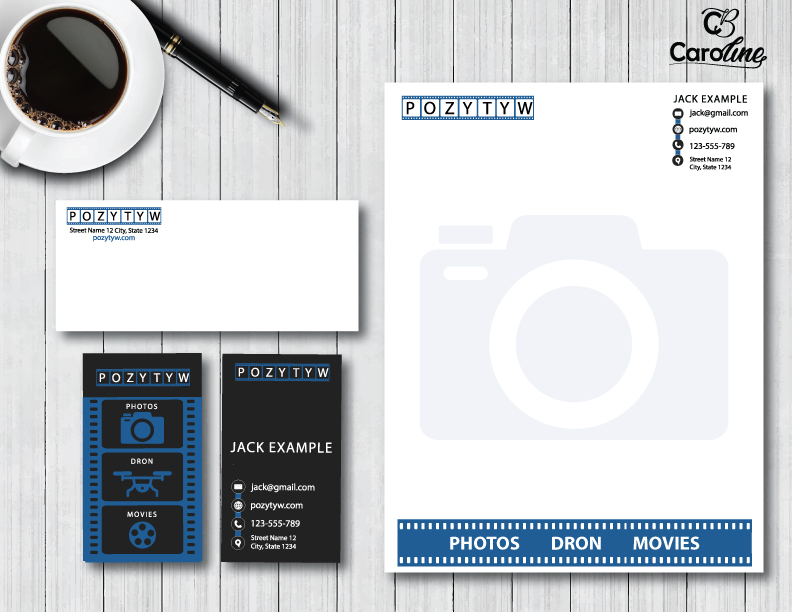 CB
Caroline
POZYTYW
JACK EXAMPLE
jack@gmail.com
pozytyw.com
123-555-789
Street Name 12
City, State 1234
PHOTOS DRON MOVIES
POZYTYW
Street Name 12 City, State 1234
pozytyw.com
POZYTYW
PHOTOS
DRON
MOVIES
POZYTYW
JACK EXAMPLE
jack@gmail.com
pozytyw.com
123-555-789
Street Name 12
City, State 1234